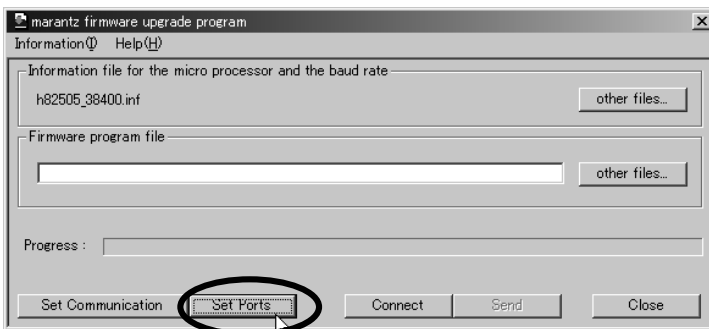 marantz firmware upgrade program
Information(I) Help(H)
Information file for the micro processor and the baud rate
h82505_38400.inf
other files...
Firmware program file
other files...
Progress :
Set Communication Set Ports Connect Send Close